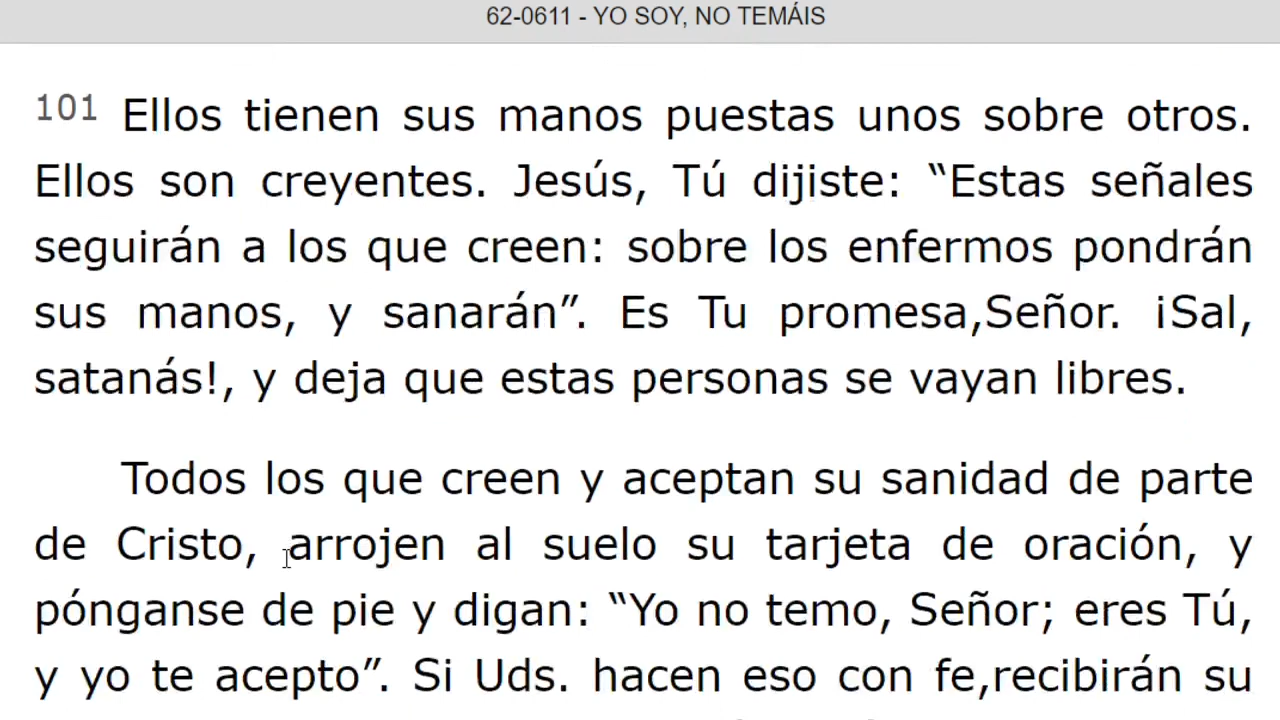 62-0611 - YO SOY, NO TEMÁIS
101 Ellos tienen sus manos puestas unos sobre otros.
Ellos son creyentes. Jesús, Tú dijiste: “Estas señales
seguirán a los que creen: sobre los enfermos pondrán
sus manos, y sanarán”. Es Tu promesa,Señor. ¡Sal,
satanás!, y deja que estas personas se vayan libres.
Todos los que creen y aceptan su sanidad de parte
de Cristo, arrojen al suelo su tarjeta de oración, y
pónganse de pie y digan: “Yo no temo, Señor; eres Tú,
y yo te acepto”. Si Uds. hacen eso con fe,recibirán su